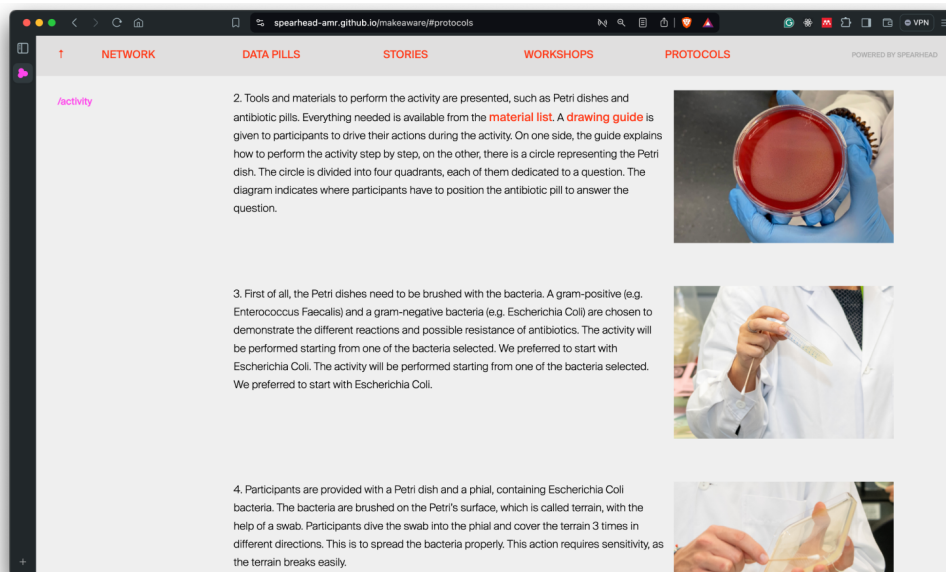 spearhead-amr.github.io/makeaware/#protocols
VPN
↑ NETWORK DATA PILLS STORIES WORKSHOPS PROTOCOLS POWERED BY SPEARHEAD
/activity
2. Tools and materials to perform the activity are presented, such as Petri dishes and
antibiotic pills. Everything needed is available from the material list. A drawing guide is
given to participants to drive their actions during the activity. On one side, the guide explains
how to perform the activity step by step, on the other, there is a circle representing the Petri
dish. The circle is divided into four quadrants, each of them dedicated to a question. The
diagram indicates where participants have to position the antibiotic pill to answer the
question.
3. First of all, the Petri dishes need to be brushed with the bacteria. A gram-positive (e.g.
Enterococcus Faecalis) and a gram-negative bacteria (e.g. Escherichia Coli) are chosen to
demonstrate the different reactions and possible resistance of antibiotics. The activity will
be performed starting from one of the bacteria selected. We preferred to start with
Escherichia Coli. The activity will be performed starting from one of the bacteria selected.
We preferred to start with Escherichia Coli.
4. Participants are provided with a Petri dish and a phial, containing Escherichia Coli
bacteria. The bacteria are brushed on the Petri's surface, which is called terrain, with the
help of a swab. Participants dive the swab into the phial and cover the terrain 3 times in
different directions. This is to spread the bacteria properly. This action requires sensitivity, as
the terrain breaks easily.